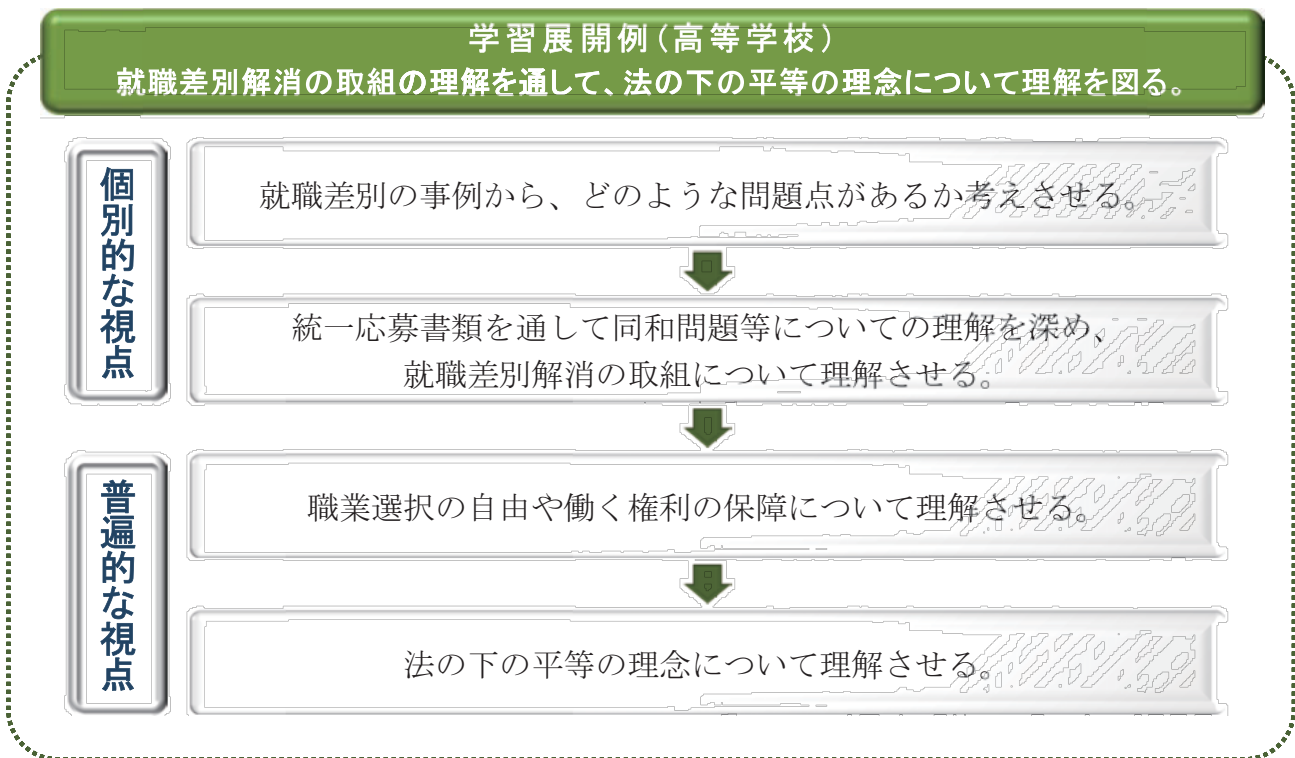 学習展開例（高等学校）
就職差別解消の取組の理解を通して、法の下の平等の理念について理解を図る。
個別的な視点
就職差別の事例から、どのような問題点があるか考えさせる。
統一応募書類を通して同和問題等についての理解を深め、
就職差別解消の取組について理解させる。
普遍的な視点
職業選択の自由や働く権利の保障について理解させる。
法の下の平等の理念について理解させる。